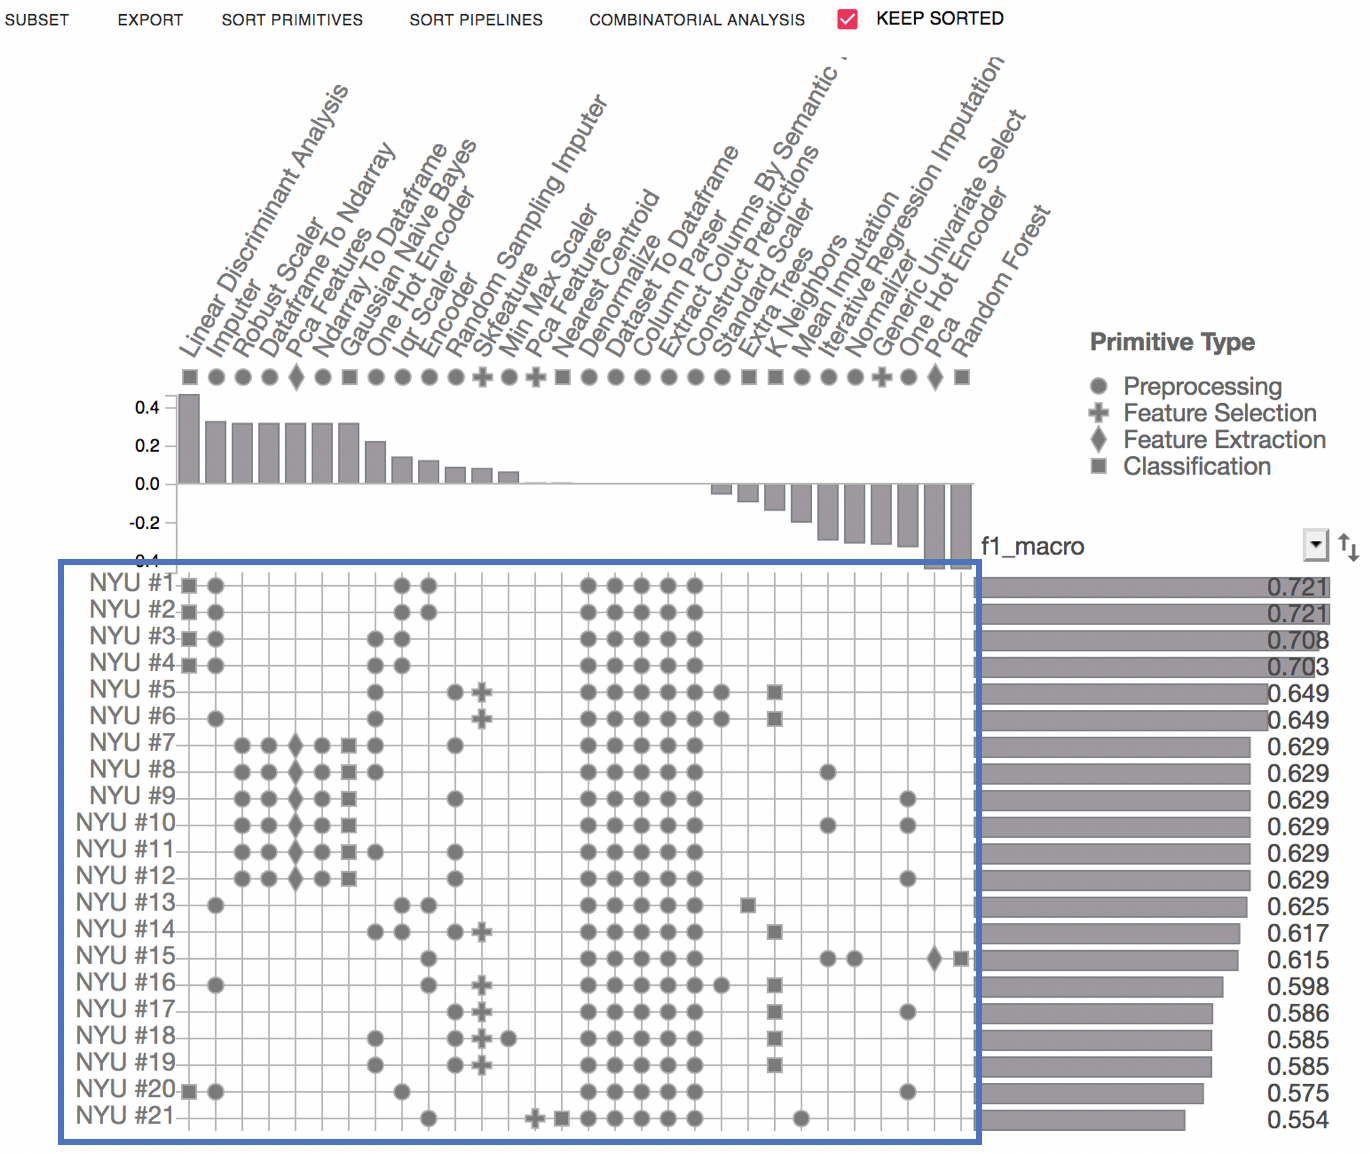 SUBSET EXPORT SORT PRIMITIVES SORT PIPELINES COMBINATORIAL ANALYSIS KEEP SORTED
Linear Discriminant Analysis
Imputer
Robust Scaler
Dataframe To Ndarray
Pca Features
Ndarray To Dataframe
Gaussian Naive Bayes
One Hot Encoder
Iqr Scaler
Encoder
Random Sampling Imputer
Skfeature
Min Max Scaler
Pca Features
Nearest Centroid
Denormalize
Dataset To Dataframe
Column Parser
Extract Columns By Semantic
Construct Predictions
Standard Scaler
Extra Trees
K Neighbors
Mean Imputation
Iterative Regression Imputation
Normalizer
Generic Univariate Select
One Hot Encoder
Pca
Random Forest
Primitive Type
Preprocessing
Feature Selection
Feature Extraction
Classification
0.4
0.2
0.0
-0.2
f1_macro
NYU #1 0.721
NYU #2 0.721
NYU #3 0.708
NYU #4 0.703
NYU #5 0.649
NYU #6 0.649
NYU #7 0.629
NYU #8 0.629
NYU #9 0.629
NYU #10 0.629
NYU #11 0.629
NYU #12 0.629
NYU #13 0.625
NYU #14 0.617
NYU #15 0.615
NYU #16 0.598
NYU #17 0.586
NYU #18 0.585
NYU #19 0.585
NYU #20 0.575
NYU #21 0.554